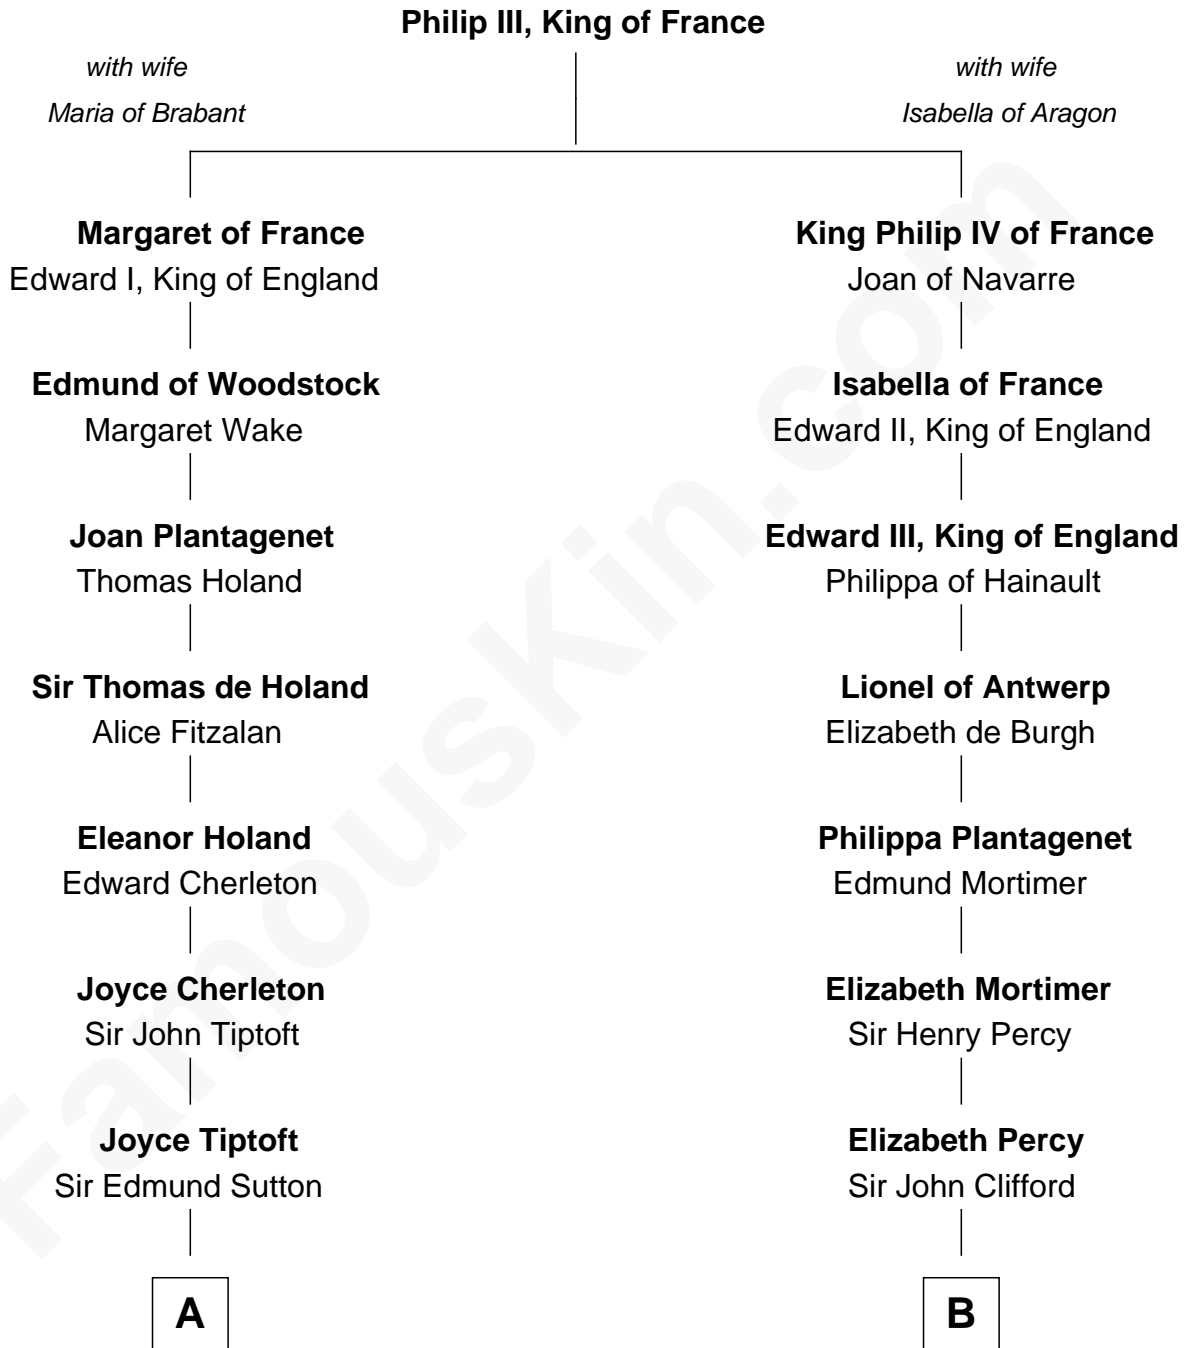 Philip III, King of France
with wife
Maria of Brabant
with wife
Isabella of Aragon
Margaret of France
Edward I, King of England
King Philip IV of France
Joan of Navarre
Edmund of Woodstock
Margaret Wake
Isabella of France
Edward II, King of England
Joan Plantagenet
Thomas Holand
Edward III, King of England
Philippa of Hainault
Sir Thomas de Holand
Alice Fitzalan
Lionel of Antwerp
Elizabeth de Burgh
Eleanor Holand
Edward Cherleton
Philippa Plantagenet
Edmund Mortimer
Joyce Cherleton
Sir John Tiptoft
Elizabeth Mortimer
Sir Henry Percy
Joyce Tiptoft
Sir Edmund Sutton
Elizabeth Percy
Sir John Clifford
A
B
FamousKin.com